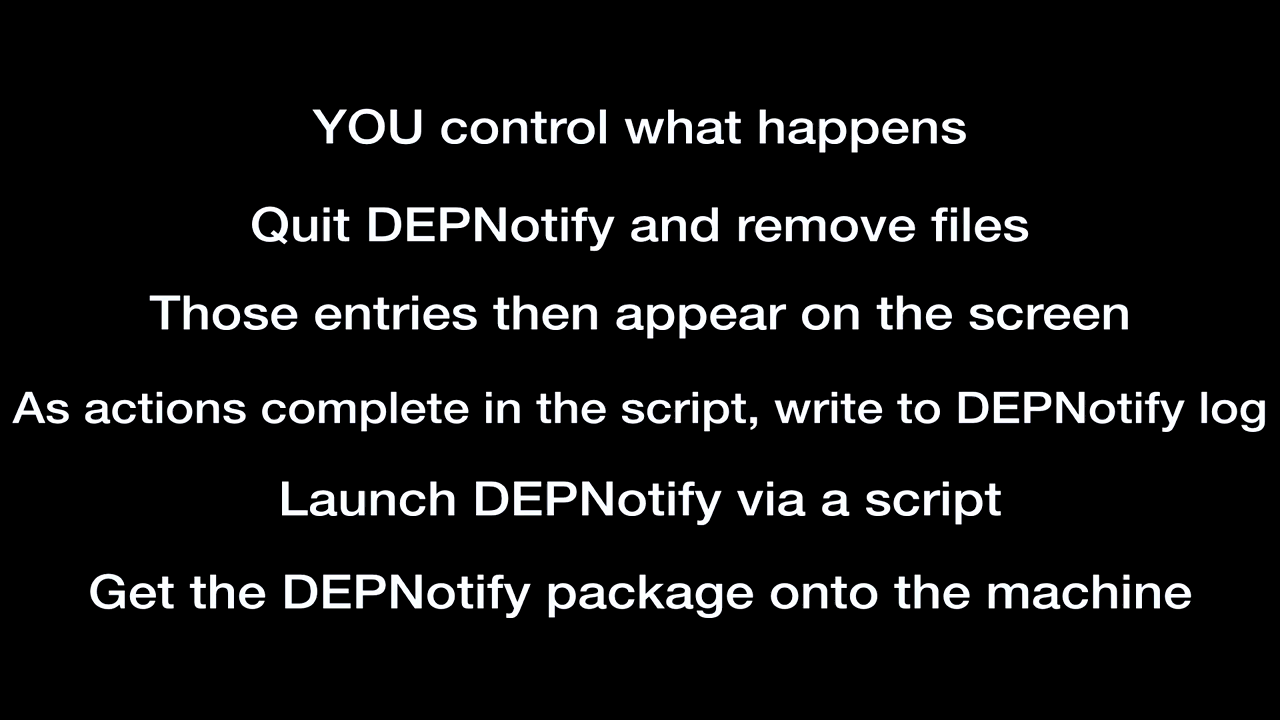 YOU control what happens
Quit DEPNotify and remove files
Those entries then appear on the screen
As actions complete in the script, write to DEPNotify log
Launch DEPNotify via a script
Get the DEPNotify package onto the machine